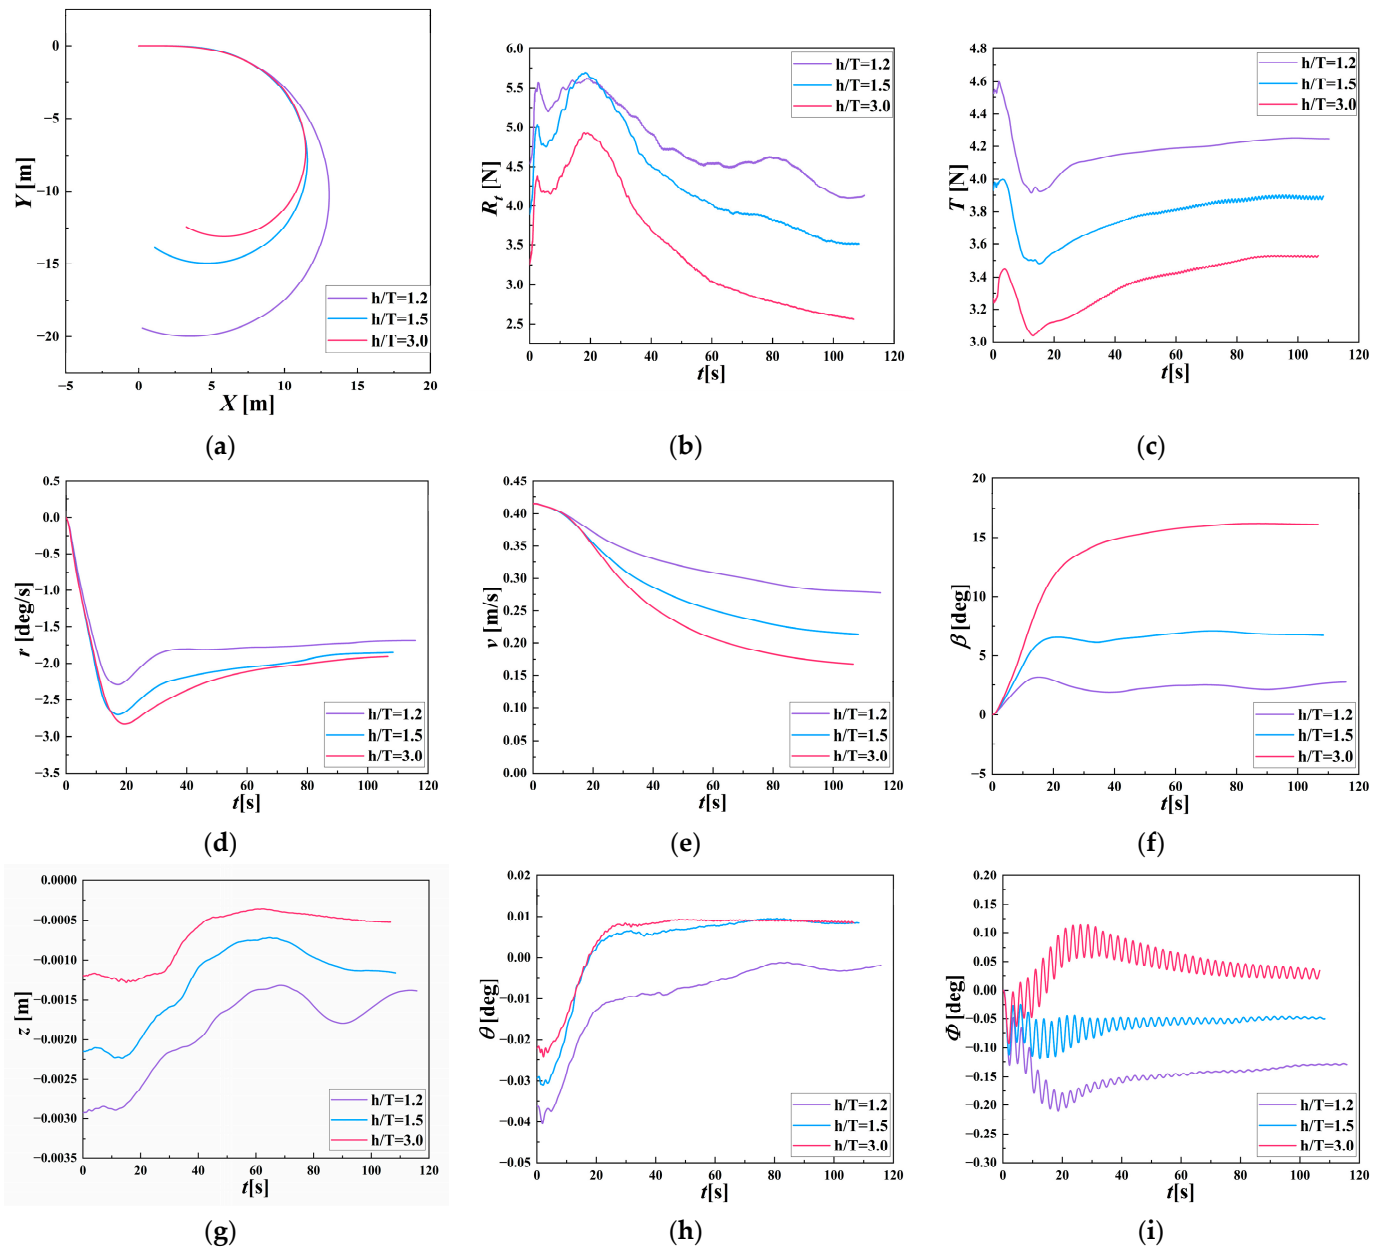 0
−5
−10
−15
−20
Y [m]
−5
0
5
10
15
20
X [m]
h/T=1.2
h/T=1.5
h/T=3.0
(a)
6.0
5.5
5.0
4.5
4.0
3.5
3.0
2.5
Rt [N]
0
20
40
60
80
100
120
t[s]
h/T=1.2
h/T=1.5
h/T=3.0
(b)
4.6
4.4
4.2
4.0
3.8
3.6
3.4
3.2
3.0
T [N]
0
20
40
60
80
100
120
t[s]
h/T=1.2
h/T=1.5
h/T=3.0
(c)
0.5
0.0
−0.5
−1.0
−1.5
−2.0
−2.5
−3.0
−3.5
r [deg/s]
0
20
40
60
80
100
120
t[s]
h/T=1.2
h/T=1.5
h/T=3.0
(d)
0.45
0.40
0.35
0.30
0.25
0.20
0.15
0.10
0.05
0.00
v [m/s]
0
20
40
60
80
100
120
t[s]
h/T=1.2
h/T=1.5
h/T=3.0
(e)
20
15
10
5
0
−5
β [deg]
0
20
40
60
80
100
120
t[s]
h/T=1.2
h/T=1.5
h/T=3.0
(f)
0.0000
−0.0005
−0.0010
−0.0015
−0.0020
−0.0025
−0.0030
−0.0035
z [m]
0
20
40
60
80
100
120
t[s]
h/T=1.2
h/T=1.5
h/T=3.0
(g)
0.02
0.01
0.00
−0.01
−0.02
−0.03
−0.04
−0.05
θ [deg]
0
20
40
60
80
100
120
t[s]
h/T=1.2
h/T=1.5
h/T=3.0
(h)
0.20
0.15
0.10
0.05
0.00
−0.05
−0.10
−0.15
−0.20
−0.25
−0.30
Φ [deg]
0
20
40
60
80
100
120
t[s]
h/T=1.2
h/T=1.5
h/T=3.0
(i)